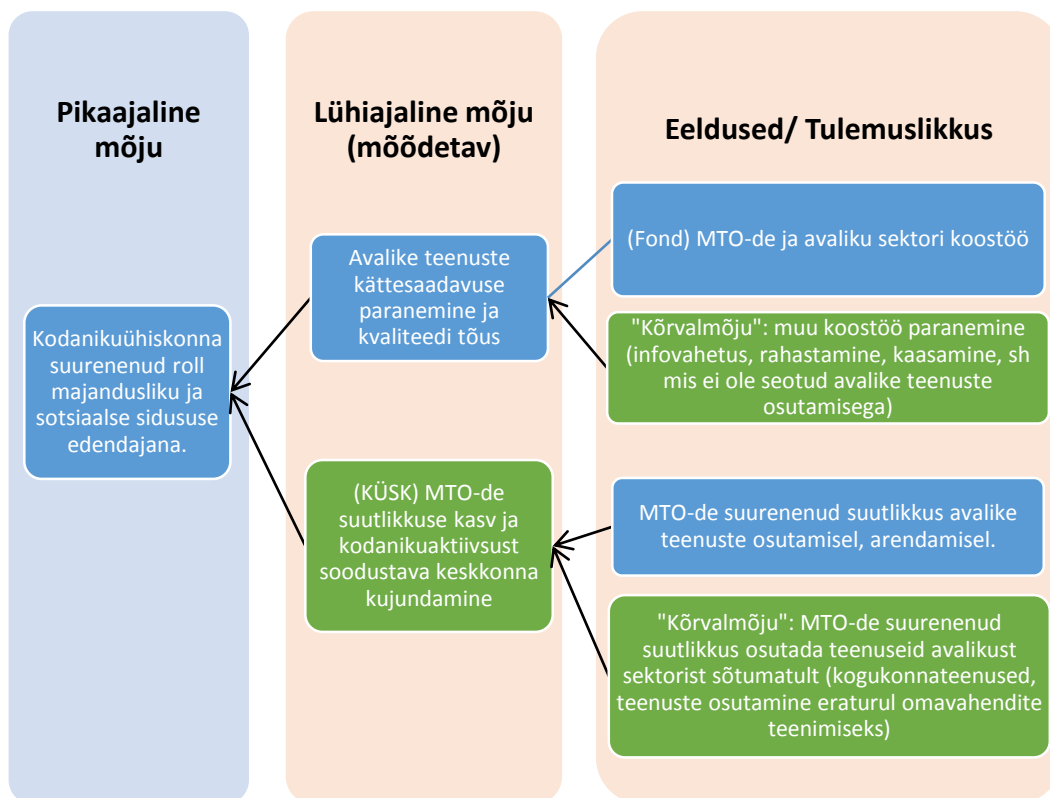 Pikaajaline
mõju
Kodanikuühiskonna
suurenenud roll
majandusliku ja
sotsiaalse sidususe
edendajana.
Lühiajaline mõju
(mõõdetav)
Avalike teenuste
kättesaadavuse
paranemine ja
kvaliteedi tõus
(KÜSK) MTO-de
suutlikkuse kasv ja
kodanikuaktiivsust
soodustava keskkonna
kujundamine
Eeldused/ Tulemuslikkus
(Fond) MTO-de ja avaliku sektori koostöö
"Kõrvalmõju": muu koostöö paranemine
(infovahetus, rahastamine, kaasamine, sh
mis ei ole seotud avalike teenuste
osutamisega)
MTO-de suurenenud suutlikkus avalike
teenuste osutamisel, arendamisel.
"Kõrvalmõju": MTO-de suurenenud
suutlikkus osutada teenuseid avalikust
sektorist sõtumatult (kogukonnateenused,
teenuste osutamine eraturul omavahendite
teenimiseks)